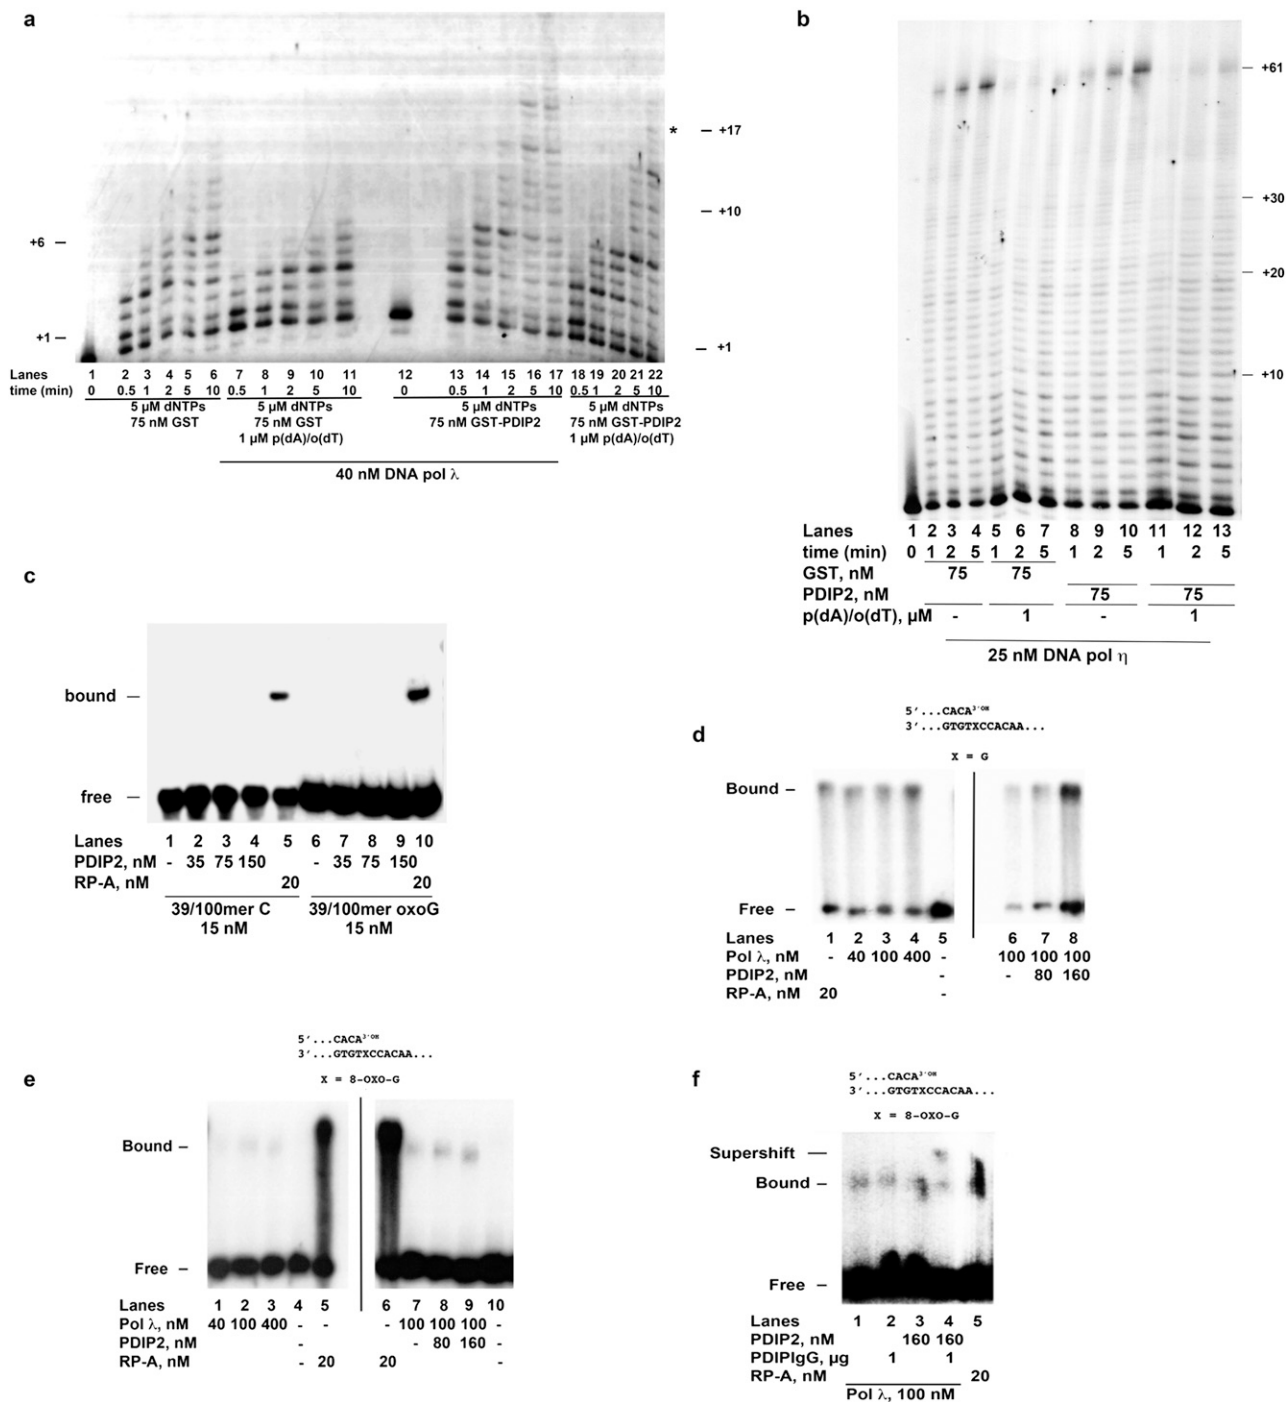 a
* — +17
— +10
+6 —
+1 —
— +1
Lanes 1 2 3 4 5 6 7 8 9 10 11 12 13 14 15 16 17 18 19 20 21 22
time (min) 0 0.5 1 2 5 10 0.5 1 2 5 10 0 0.5 1 2 5 10 0.5 1 2 5 10
5 µM dNTPs 5 µM dNTPs 5 µM dNTPs 5 µM dNTPs
75 nM GST 75 nM GST 75 nM GST-PDIP2 75 nM GST-PDIP2
1 µM p(dA)/o(dT) 1 µM p(dA)/o(dT)
40 nM DNA pol λ
b
— +61
— +30
— +20
— +10
Lanes 1 2 3 4 5 6 7 8 9 10 11 12 13
time (min) 0 1 2 5 1 2 5 1 2 5 1 2 5
GST, nM 75 75
PDIP2, nM 75 75
p(dA)/o(dT), µM - 1 - 1
25 nM DNA pol η
c
bound —
free —
Lanes 1 2 3 4 5 6 7 8 9 10
PDIP2, nM - 35 75 150 - 35 75 150
RP-A, nM 20 20
39/100mer C 39/100mer oxoG
15 nM 15 nM
d
5′...CACA3′OH
3′...GTGTXCCACAA...
X = G
Bound –
Free –
Lanes 1 2 3 4 5 6 7 8
Pol λ, nM - 40 100 400 - 100 100 100
PDIP2, nM - - 80 160
RP-A, nM 20 -
e
5′...CACA3′OH
3′...GTGTXCCACAA...
X = 8-OXO-G
Bound –
Free –
Lanes 1 2 3 4 5 6 7 8 9 10
Pol λ, nM 40 100 400 - - - 100 100 100 -
PDIP2, nM - - 80 160
RP-A, nM - 20 20 -
f
5′...CACA3′OH
3′...GTGTXCCACAA...
X = 8-OXO-G
Supershift —
Bound –
Free –
Lanes 1 2 3 4 5
PDIP2, nM 160 160
PDIPIgG, µg 1 1
RP-A, nM 20
Pol λ, 100 nM